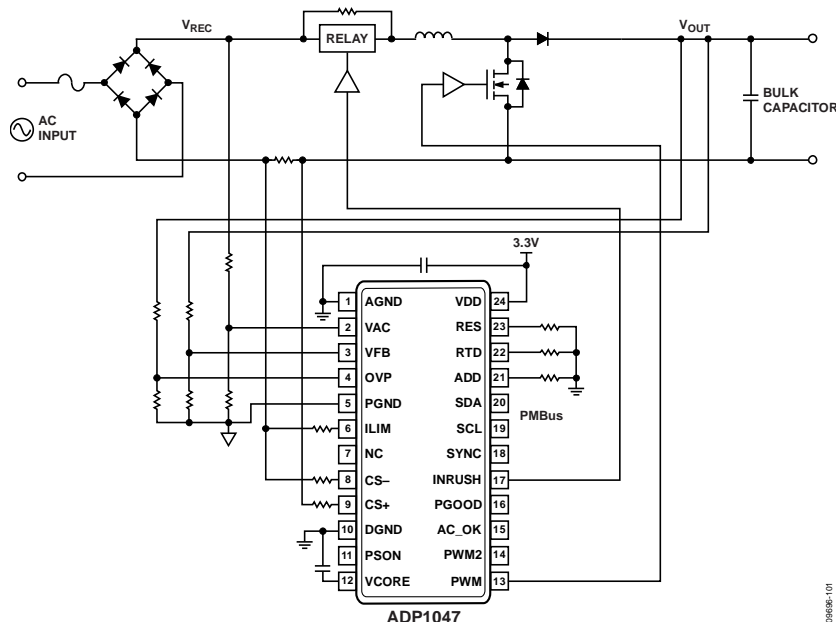 VREC
RELAY
VOUT
AC
INPUT
BULK
CAPACITOR
3.3V
1 AGND VDD 24
2 VAC RES 23
3 VFB RTD 22
4 OVP ADD 21
5 PGND SDA 20
PMBus
6 ILIM SCL 19
7 NC SYNC 18
8 CS– INRUSH 17
9 CS+ PGOOD 16
10 DGND AC_OK 15
11 PSON PWM2 14
12 VCORE PWM 13
ADP1047
09696-101